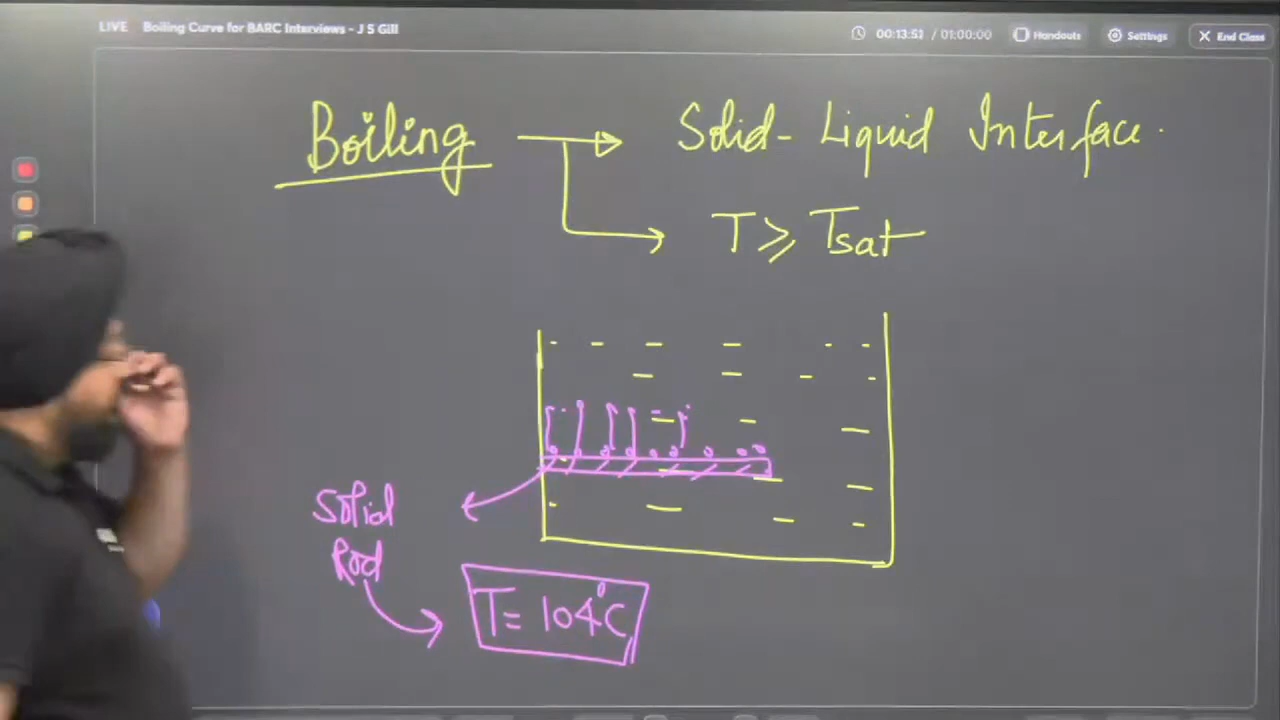 LIVE Boiling Curve for BARC Interviews - J S Gill
00:13:51 / 01:00:00 Handouts Settings End Class
Boiling → Solid-Liquid Interface.
→ T ⩾ Tsat
Solid
Rod
T = 104°C